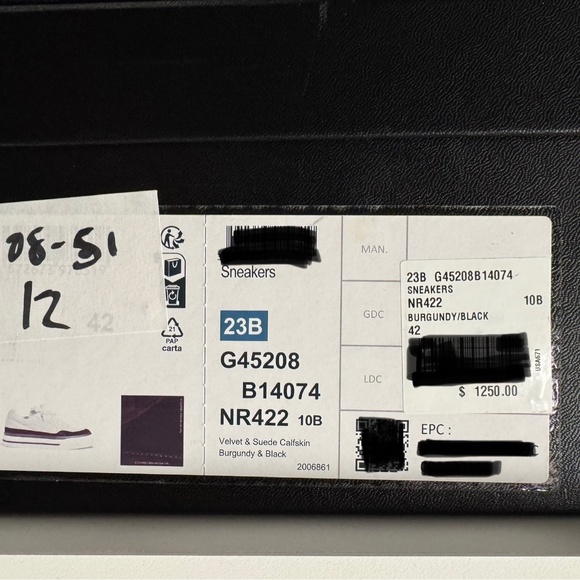 08-51
12
42
21
PAP
carta
Sneakers
23B
G45208
B14074
NR422 10B
Velvet & Suede Calfskin
Burgundy & Black
2006861
MAN.
GDC
LDC
23B G45208B14074
SNEAKERS
NR422 10B
BURGUNDY/BLACK
42
USA671
$ 1250.00
EPC :